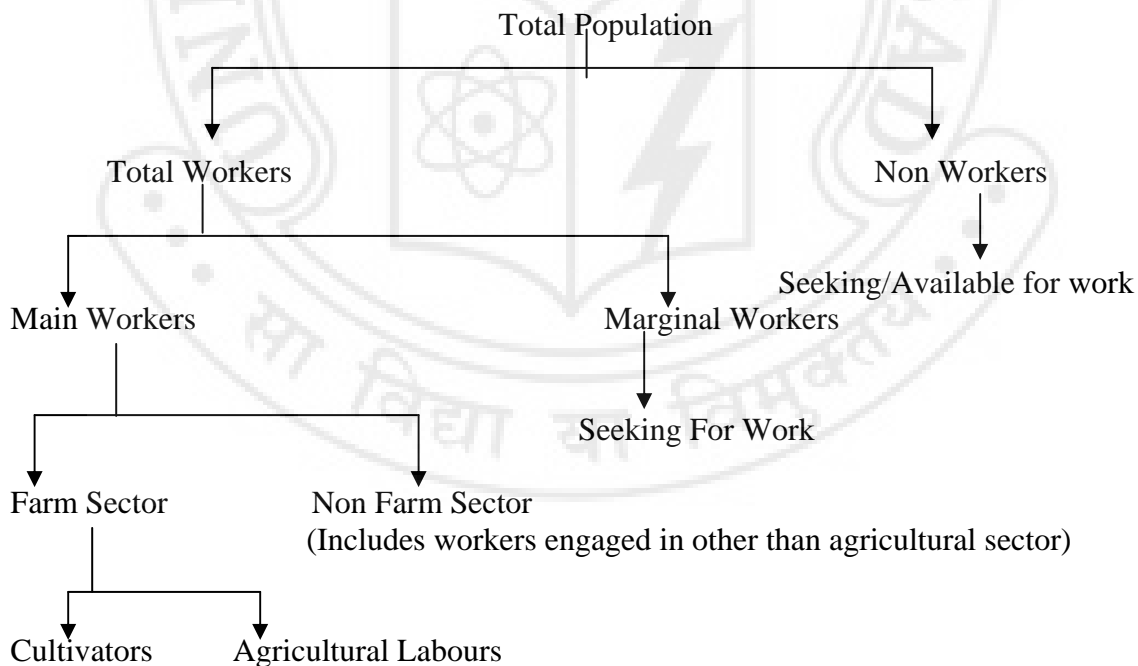 Total Population
Total Workers
Non Workers
Seeking/Available for work
Main Workers
Marginal Workers
Seeking For Work
Farm Sector
Non Farm Sector
(Includes workers engaged in other than agricultural sector)
Cultivators
Agricultural Labours
सा विद्या या विमुक्तये